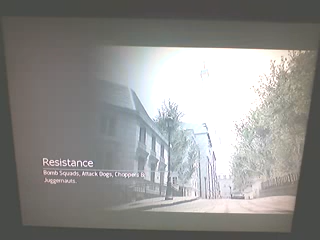 Resistance
Bomb Squads, Attack Dogs, Choppers &
Juggernauts.